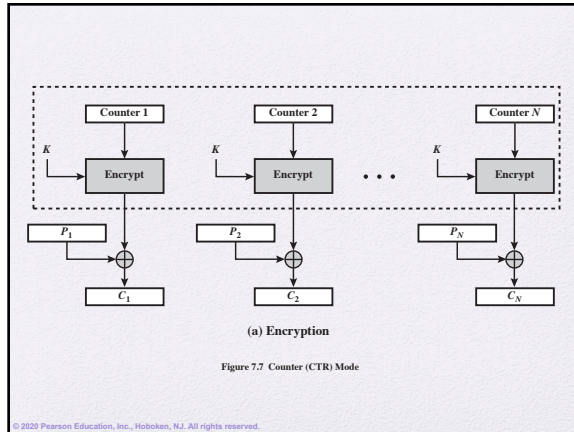 Counter 1
Counter 2
Counter N
K
K
K
Encrypt
Encrypt
• • •
Encrypt
P1
P2
PN
C1
C2
CN
(a) Encryption
Figure 7.7 Counter (CTR) Mode
© 2020 Pearson Education, Inc., Hoboken, NJ. All rights reserved.